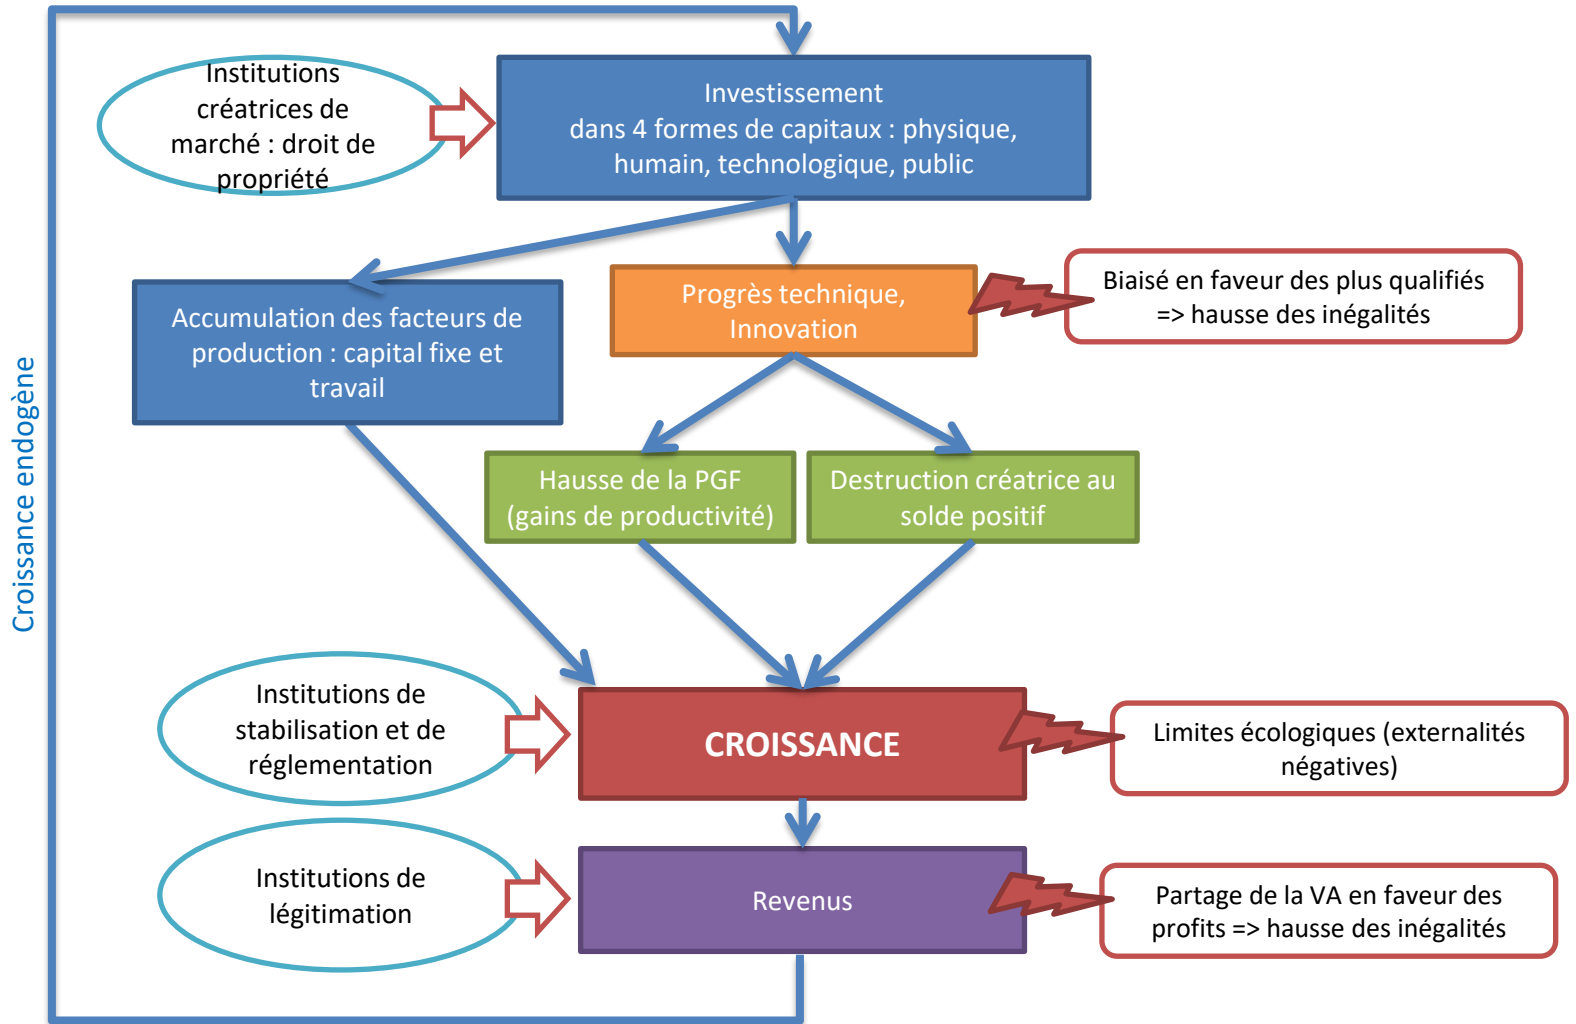 Institutions
créatrices de
marché : droit de
propriété
Investissement
dans 4 formes de capitaux : physique,
humain, technologique, public
Accumulation des facteurs de
production : capital fixe et
travail
Progrès technique,
Innovation
Biaisé en faveur des plus qualifiés
=> hausse des inégalités
Croissance endogène
Hausse de la PGF
(gains de productivité)
Destruction créatrice au
solde positif
Institutions de
stabilisation et de
réglementation
CROISSANCE
Limites écologiques (externalités
négatives)
Institutions de
légitimation
Revenus
Partage de la VA en faveur des
profits => hausse des inégalités